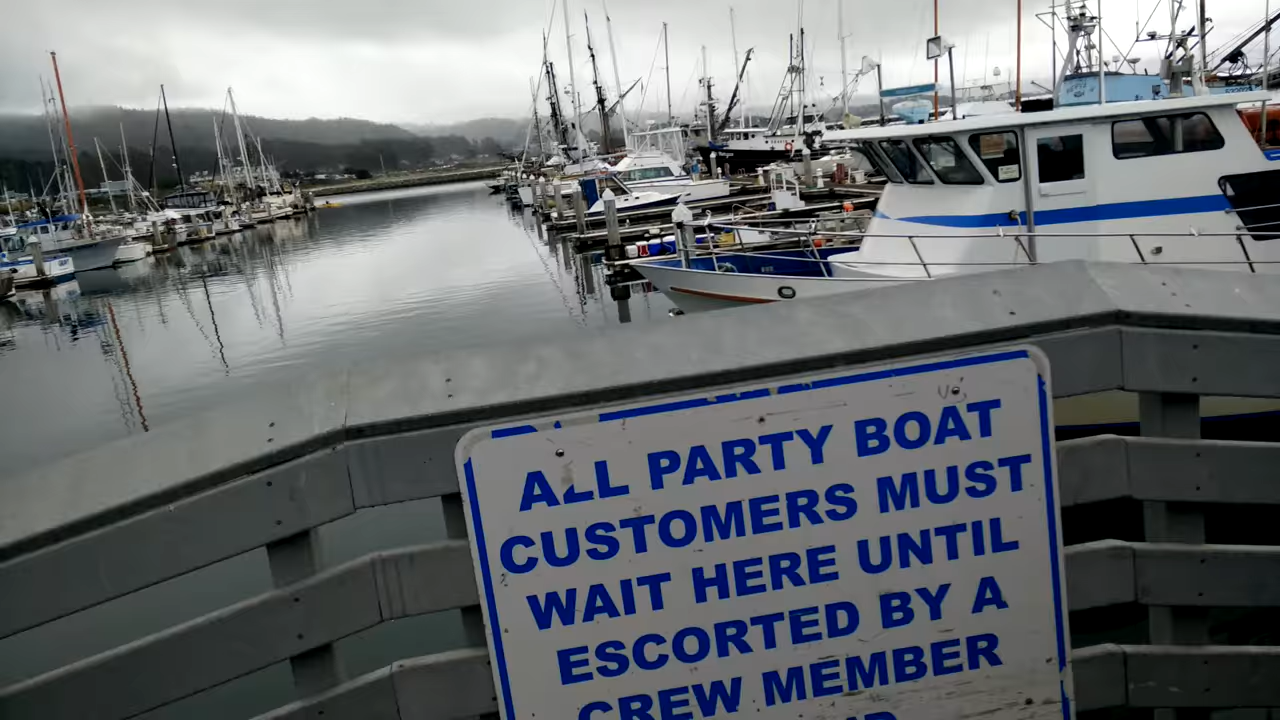 ALL PARTY BOAT
CUSTOMERS MUST
WAIT HERE UNTIL
ESCORTED BY A
CREW MEMBER